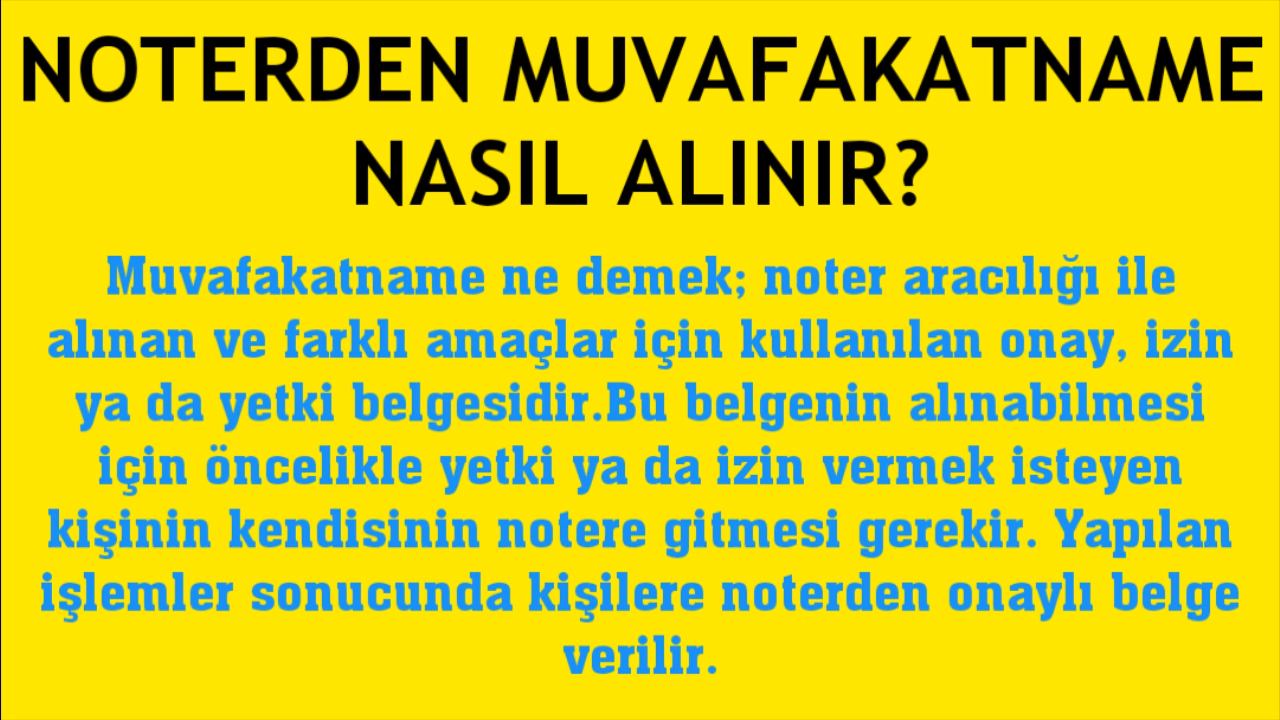 NOTERDEN MUVAFAKATNAME
NASIL ALINIR?
Muvafakatname ne demek; noter aracılığı ile
alınan ve farklı amaçlar için kullanılan onay, izin
ya da yetki belgesidir.Bu belgenin alınabilmesi
için öncelikle yetki ya da izin vermek isteyen
kişinin kendisinin notere gitmesi gerekir. Yapılan
işlemler sonucunda kişilere noterden onaylı belge
verilir.